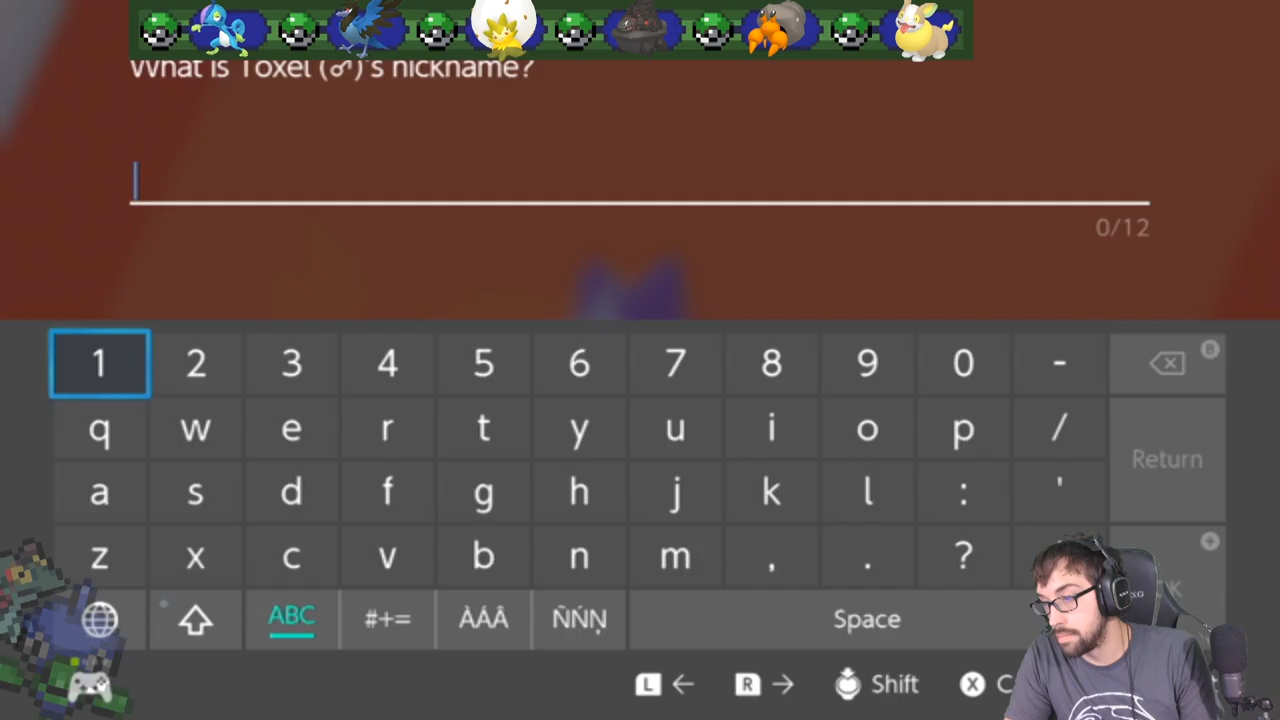 What is Toxel (♂)'s nickname?
0/12
1 2 3 4 5 6 7 8 9 0 -
q w e r t y u i o p /
Return
a s d f g h j k l : '
z x c v b n m , . ?
ABC #+= ÀÁÂ ÑŃŅ Space
L ← R → Shift X